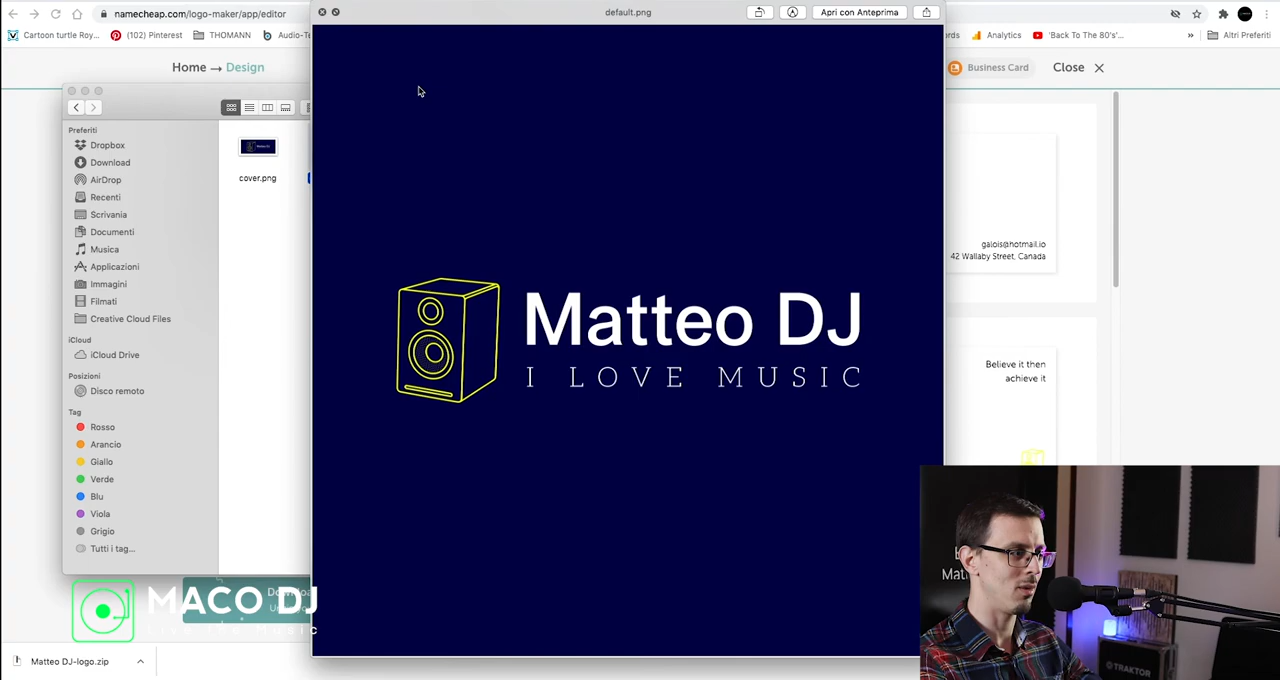 namecheap.com/logo-maker/app/editor
default.png
Apri con Anteprima
Cartoon turtle Roy...
(102) Pinterest
THOMANN
Audio-Te
Analytics
'Back To The 80's'...
»
Altri Preferiti
Home → Design
Business Card
Close
Preferiti
Dropbox
Download
AirDrop
Recenti
Scrivania
Documenti
Musica
Applicazioni
Immagini
Filmati
Creative Cloud Files
iCloud
iCloud Drive
Posizioni
Disco remoto
Tag
Rosso
Arancio
Giallo
Verde
Blu
Viola
Grigio
Tutti i tag...
cover.png
Matteo DJ
I LOVE MUSIC
galois@hotmail.io
42 Wallaby Street, Canada
Believe it then
achieve it
MACO DJ
Live the Music
Matteo DJ-logo.zip
TRAKTOR